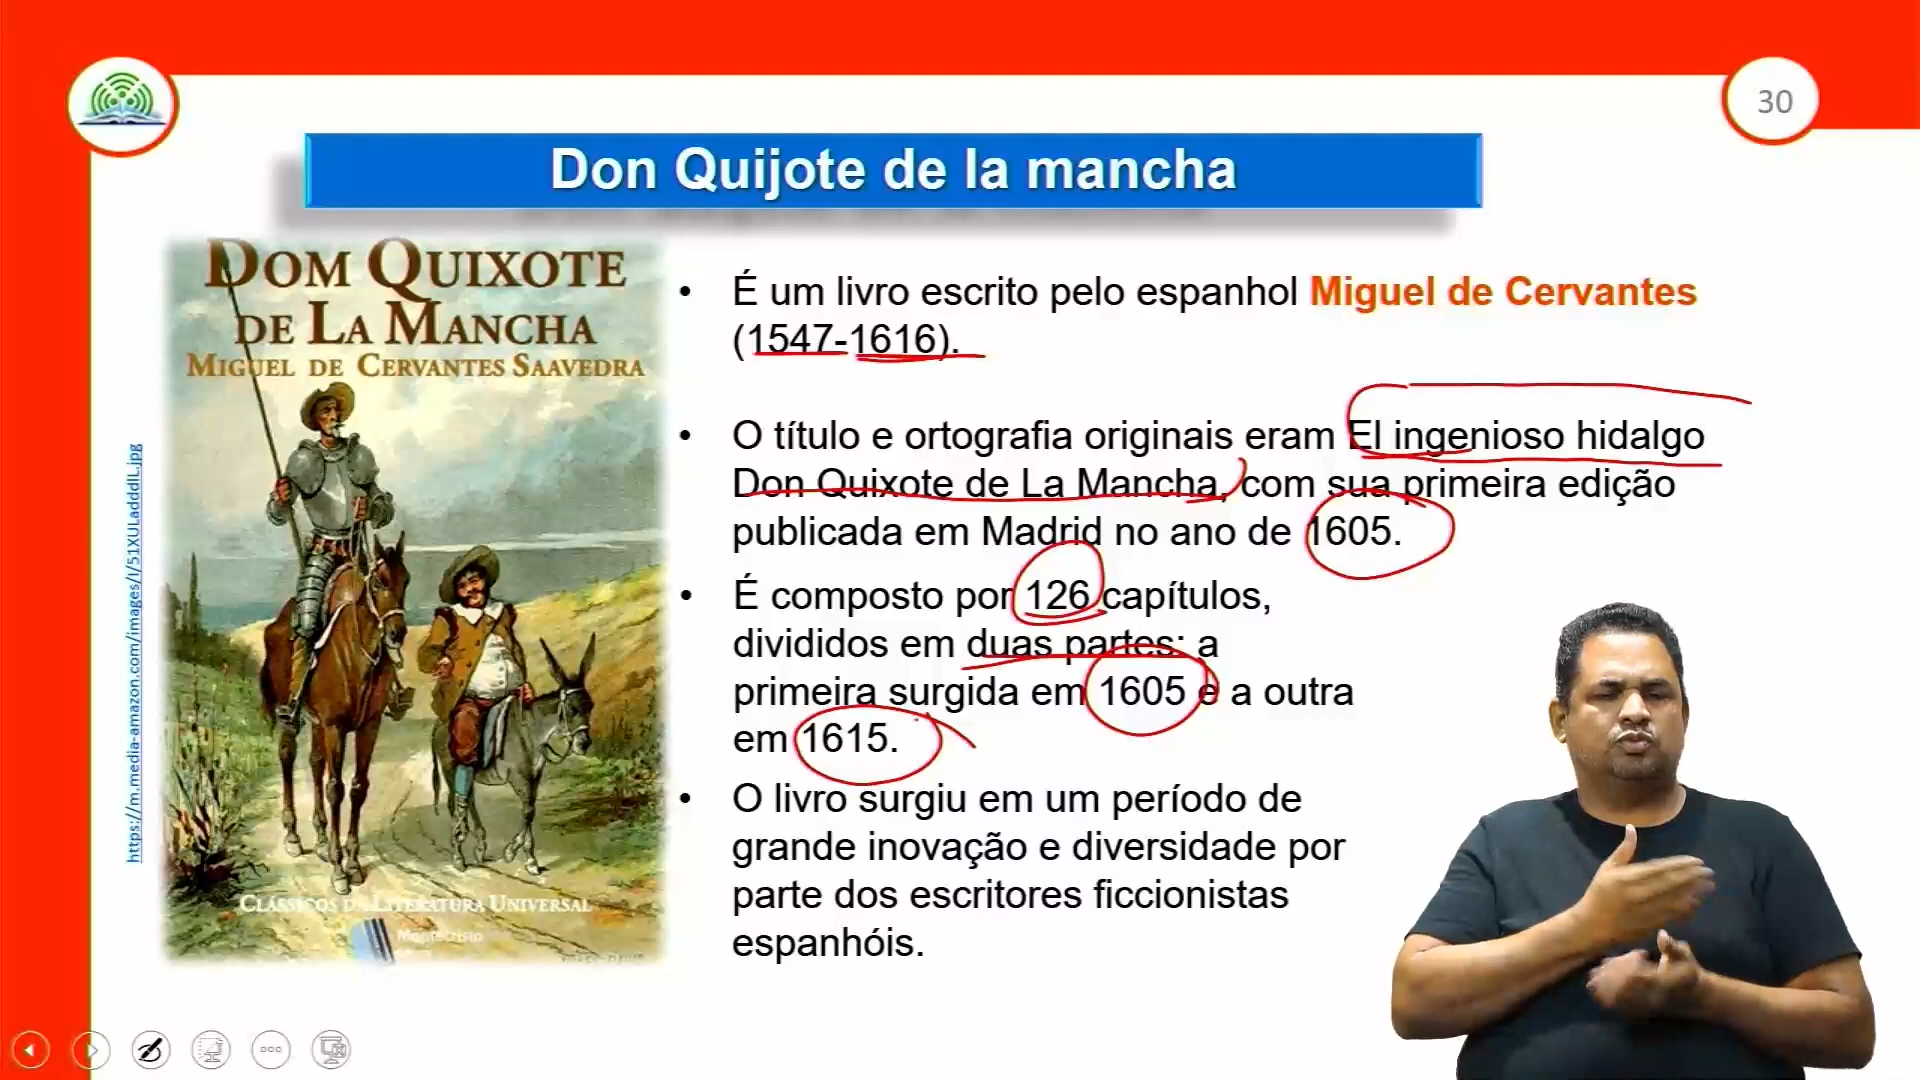 30
Don Quijote de la mancha
DOM QUIXOTE
DE LA MANCHA
MIGUEL DE CERVANTES SAAVEDRA
CLÁSSICOS DA LITERATURA UNIVERSAL
Montecristo
https://m.media-amazon.com/images/I/51XULadddlL.jpg
• É um livro escrito pelo espanhol Miguel de Cervantes
(1547-1616).
• O título e ortografia originais eram El ingenioso hidalgo
Don Quixote de La Mancha, com sua primeira edição
publicada em Madrid no ano de 1605.
• É composto por 126 capítulos,
divididos em duas partes: a
primeira surgida em 1605 e a outra
em 1615.
• O livro surgiu em um período de
grande inovação e diversidade por
parte dos escritores ficcionistas
espanhóis.